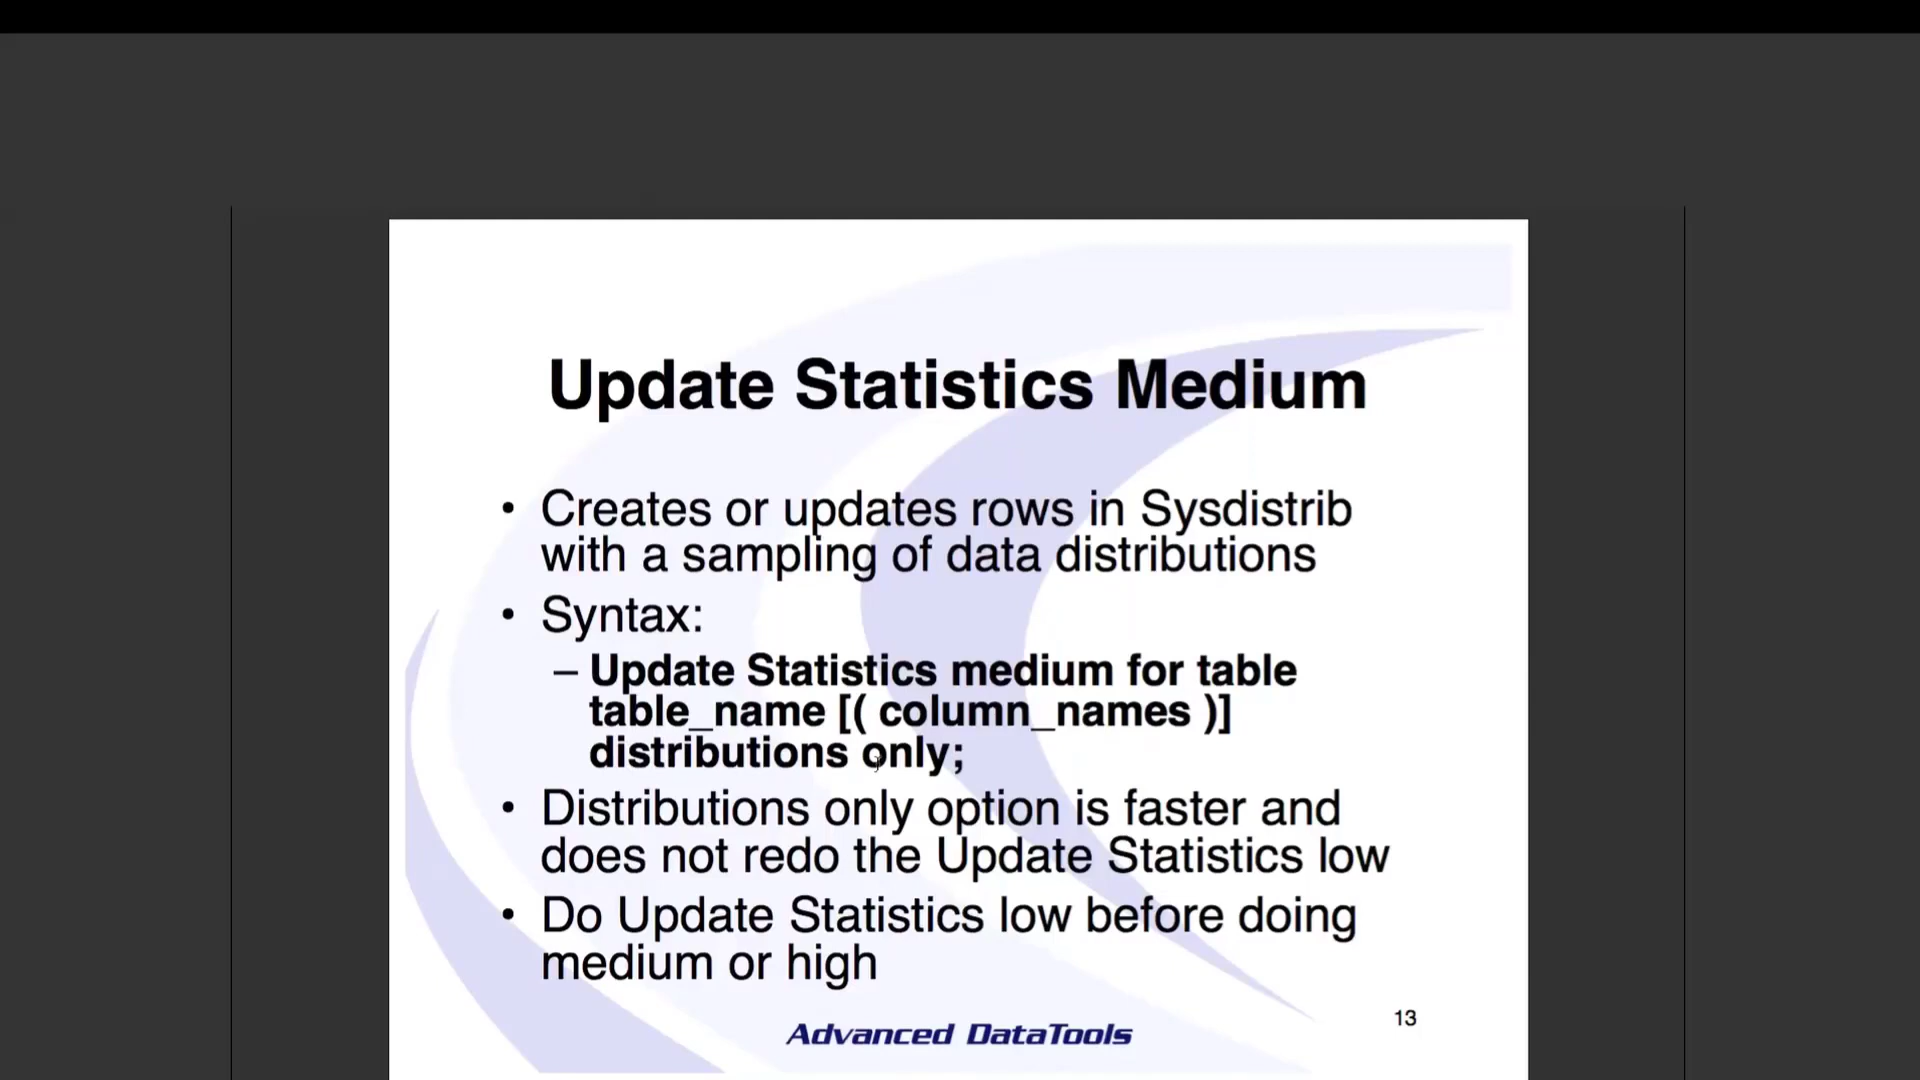 Update Statistics Medium
• Creates or updates rows in Sysdistrib
with a sampling of data distributions
• Syntax:
– Update Statistics medium for table
table_name [( column_names )]
distributions only;
• Distributions only option is faster and
does not redo the Update Statistics low
• Do Update Statistics low before doing
medium or high
13
Advanced DataTools